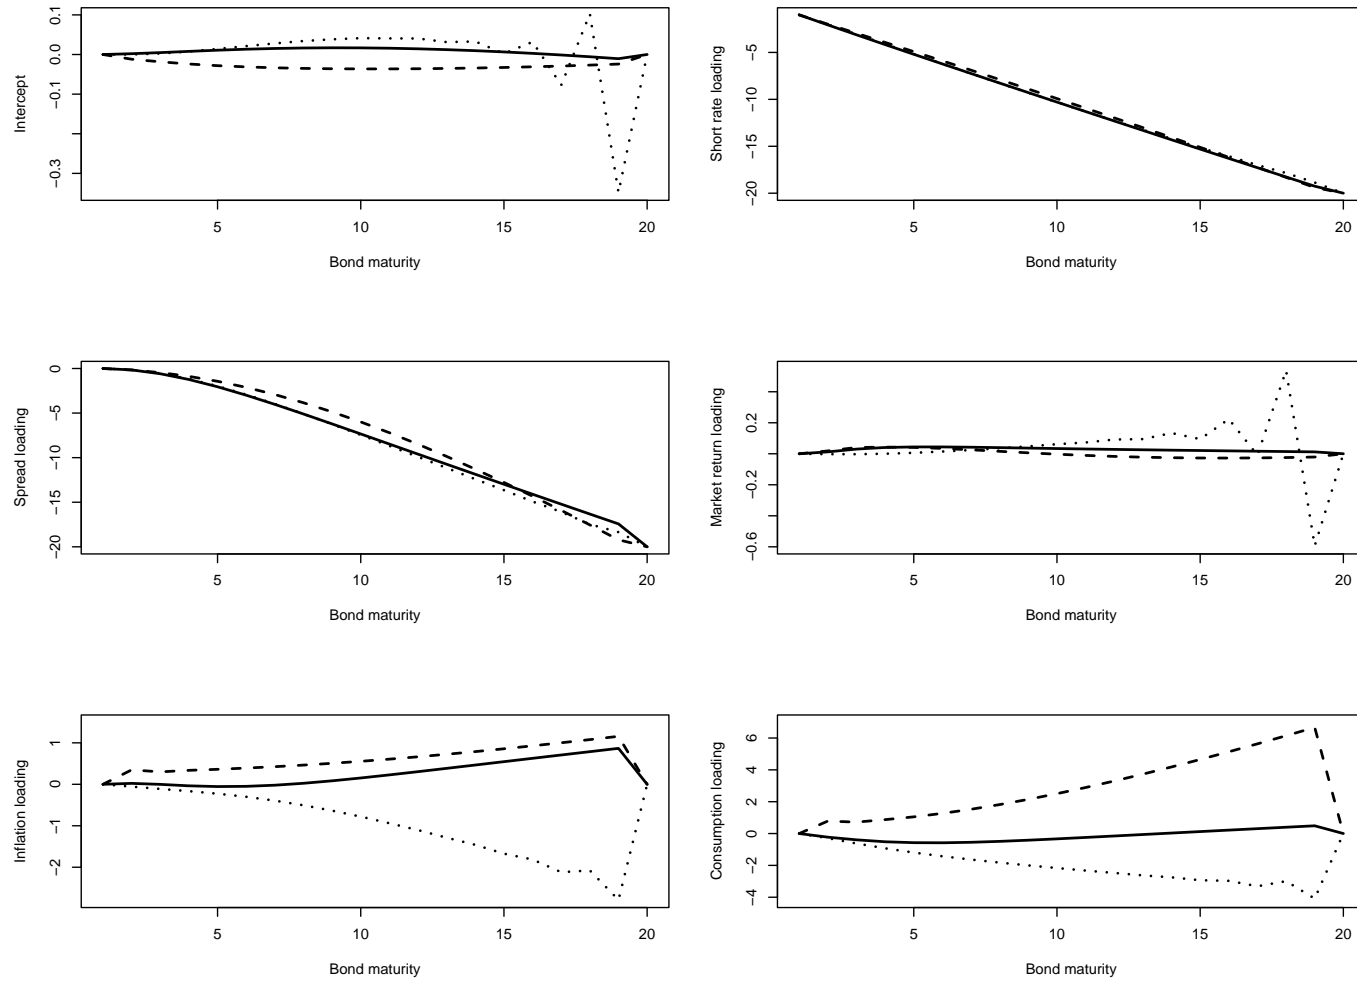 Intercept
0.1
0.0
−0.1
−0.3
5 10 15 20
Bond maturity
Short rate loading
−5
−10
−15
−20
5 10 15 20
Bond maturity
Spread loading
0
−5
−10
−15
−20
5 10 15 20
Bond maturity
Market return loading
0.2
−0.2
−0.6
5 10 15 20
Bond maturity
Inflation loading
1
0
−1
−2
5 10 15 20
Bond maturity
Consumption loading
6
4
2
0
−2
−4
5 10 15 20
Bond maturity